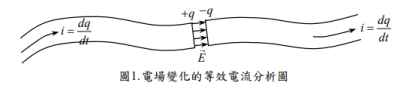 +q -q
i = dq/dt
i = dq/dt
E⃗
圖1.電場變化的等效電流分析圖